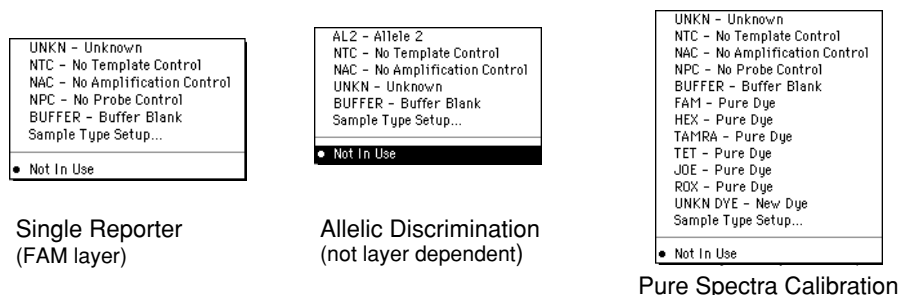 UNKN - Unknown
NTC - No Template Control
NAC - No Amplification Control
NPC - No Probe Control
BUFFER - Buffer Blank
Sample Type Setup...
• Not In Use
Single Reporter
(FAM layer)
AL2 - Allele 2
NTC - No Template Control
NAC - No Amplification Control
UNKN - Unknown
BUFFER - Buffer Blank
Sample Type Setup...
• Not In Use
Allelic Discrimination
(not layer dependent)
UNKN - Unknown
NTC - No Template Control
NAC - No Amplification Control
NPC - No Probe Control
BUFFER - Buffer Blank
FAM - Pure Dye
HEX - Pure Dye
TAMRA - Pure Dye
TET - Pure Dye
JOE - Pure Dye
ROX - Pure Dye
UNKN DYE - New Dye
Sample Type Setup...
• Not In Use
Pure Spectra Calibration